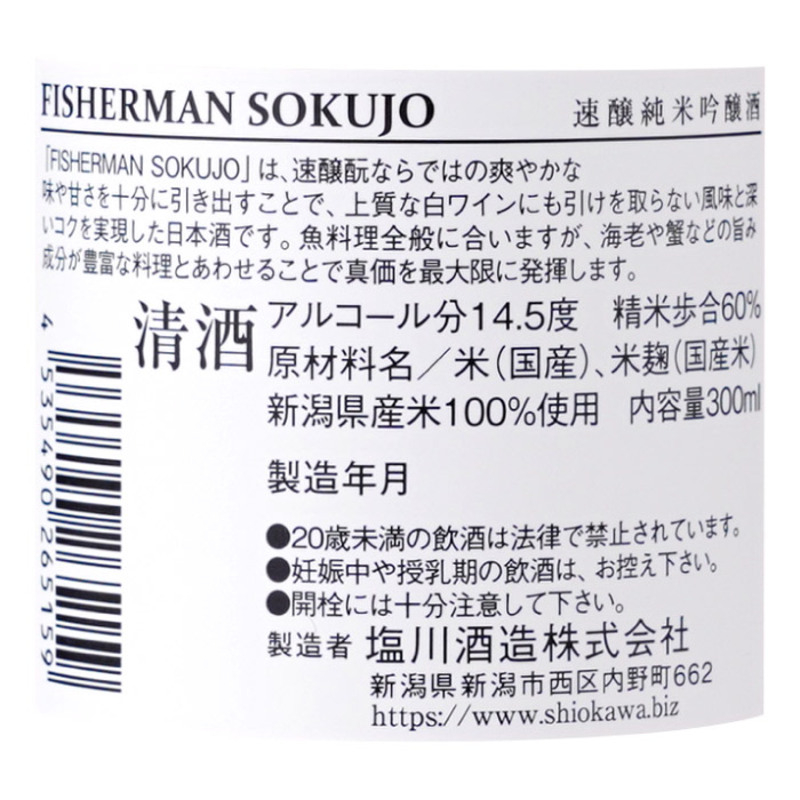 FISHERMAN SOKUJO 速醸純米吟醸酒
「FISHERMAN SOKUJO」は、速醸酛ならではの爽やかな
味や甘さを十分に引き出すことで、上質な白ワインにも引けを取らない風味と深
いコクを実現した日本酒です。魚料理全般に合いますが、海老や蟹などの旨み
成分が豊富な料理とあわせることで真価を最大限に発揮します。
清酒
アルコール分14.5度 精米歩合60%
原材料名／米（国産）、米麹（国産米）
新潟県産米100%使用 内容量300ml
製造年月
●20歳未満の飲酒は法律で禁止されています。
●妊娠中や授乳期の飲酒は、お控え下さい。
●開栓には十分注意して下さい。
製造者 塩川酒造株式会社
新潟県新潟市西区内野町662
https://www.shiokawa.biz
4 535490 265159